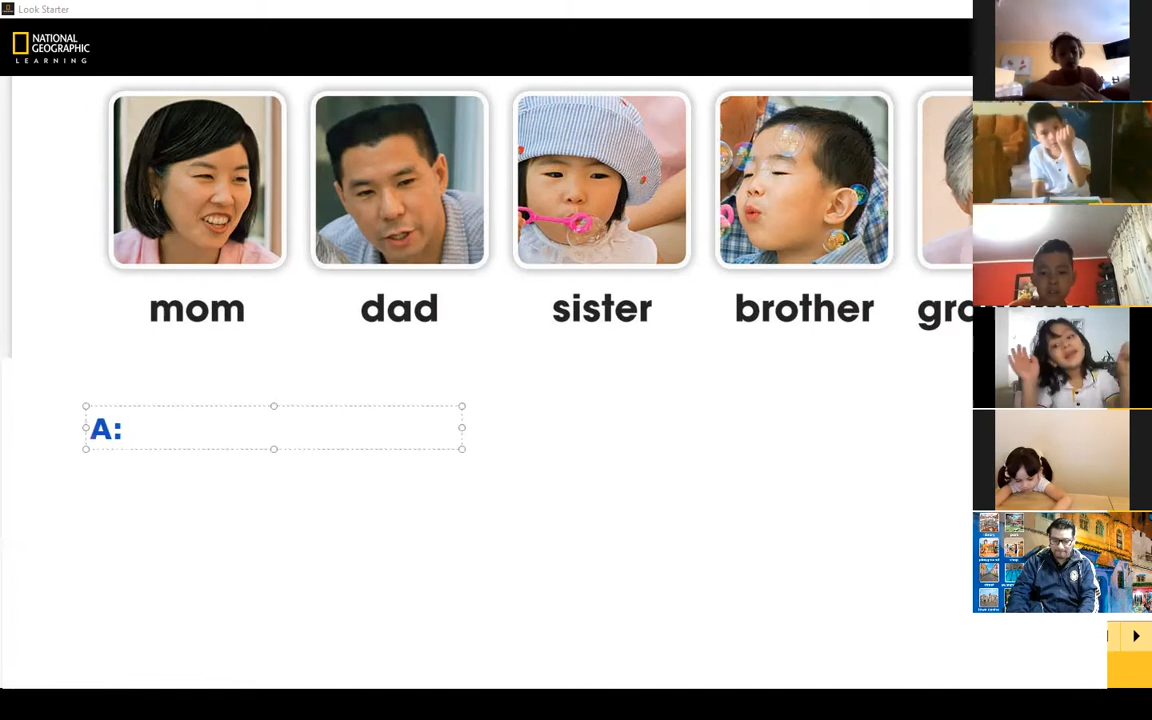 Look Starter
NATIONAL
GEOGRAPHIC
LEARNING
mom dad sister brother
A: